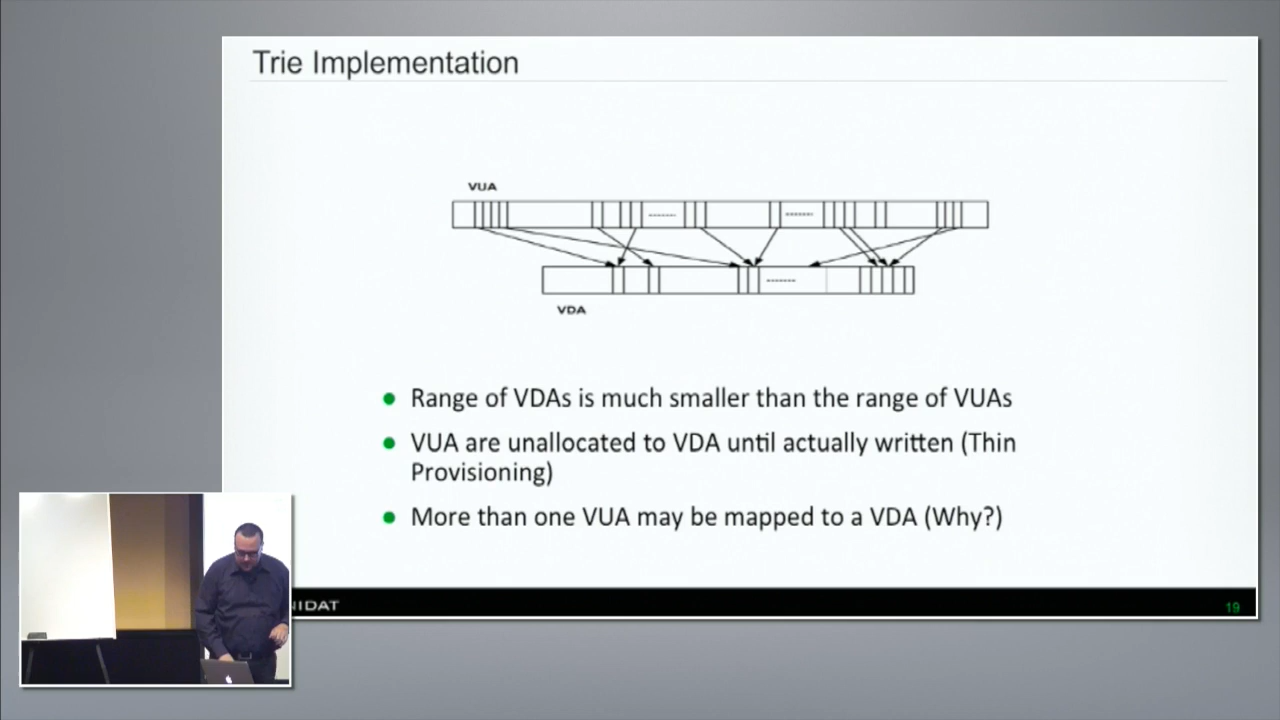 Trie Implementation
VUA
VDA
Range of VDAs is much smaller than the range of VUAs
VUA are unallocated to VDA until actually written (Thin
Provisioning)
More than one VUA may be mapped to a VDA (Why?)
NIDAT
19